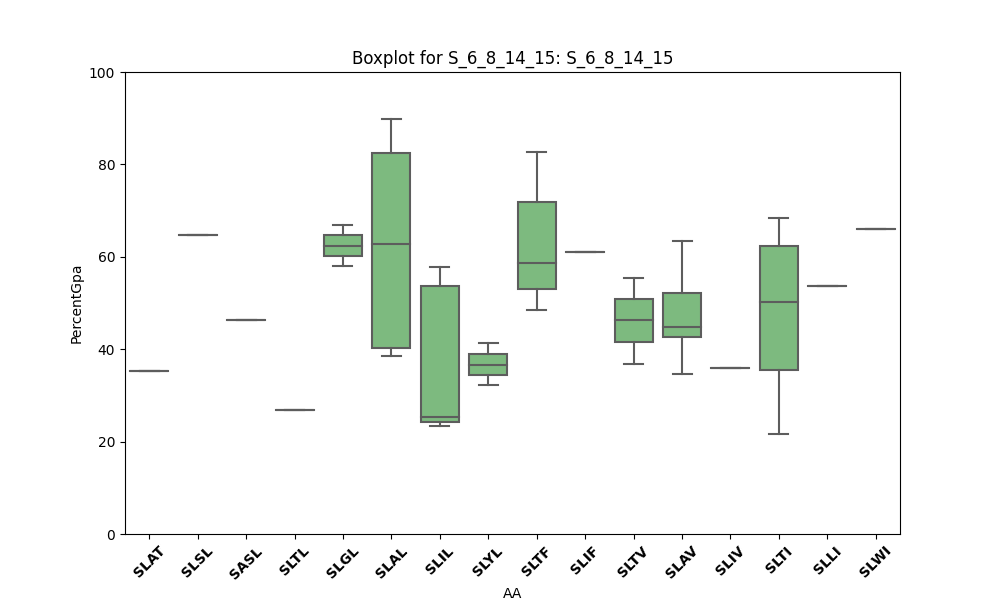 Boxplot for S_6_8_14_15: S_6_8_14_15
100
80
60
40
20
0
PercentGpa
SLAT SLSL SASL SLTL SLGL SLAL SLIL SLYL SLTF SLIF SLTV SLAV SLIV SLTI SLLI SLWI
AA